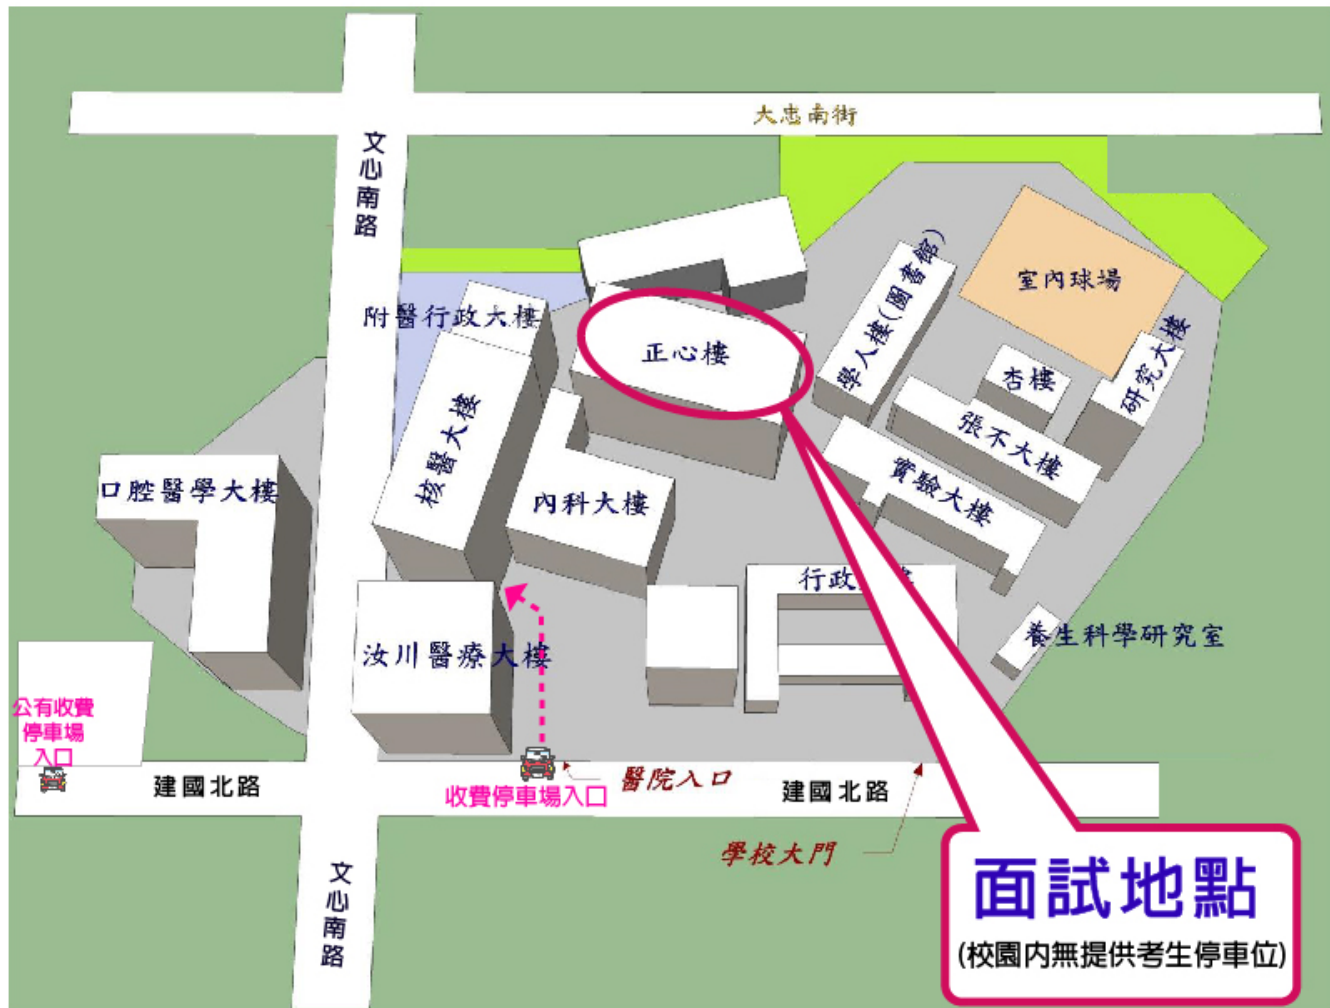 大忠南街
文心南路
學人樓(圖書館)
室內球場
附醫行政大樓
正心樓
研究大樓
杏樓
核醫大樓
張不大樓
口腔醫學大樓
內科大樓
實驗大樓
行政
養生科學研究室
汝川醫療大樓
公有收費
停車場
入口
建國北路
收費停車場入口
醫院入口
建國北路
學校大門
文心南路
面試地點
(校園內無提供考生停車位)